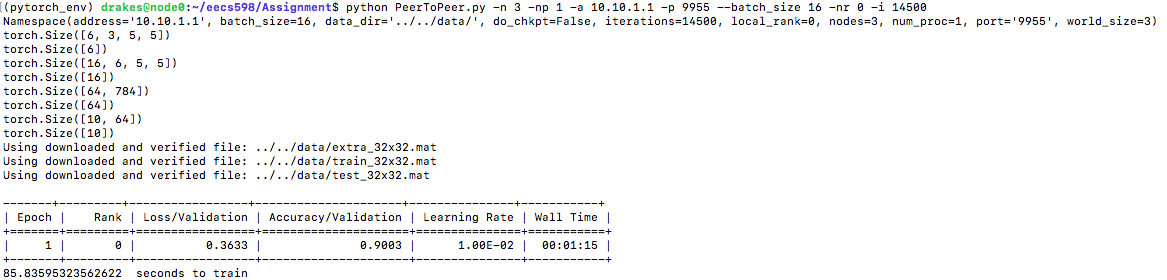 [(pytorch_env) drakes@node0:~/eecs598/Assignment$ python PeerToPeer.py -n 3 -np 1 -a 10.10.1.1 -p 9955 --batch_size 16 -nr 0 -i 14500
Namespace(address='10.10.1.1', batch_size=16, data_dir='../../data/', do_chkpt=False, iterations=14500, local_rank=0, nodes=3, num_proc=1, port='9955', world_size=3)
torch.Size([6, 3, 5, 5])
torch.Size([6])
torch.Size([16, 6, 5, 5])
torch.Size([16])
torch.Size([64, 784])
torch.Size([64])
torch.Size([10, 64])
torch.Size([10])
Using downloaded and verified file: ../../data/extra_32x32.mat
Using downloaded and verified file: ../../data/train_32x32.mat
Using downloaded and verified file: ../../data/test_32x32.mat
-------+---------+-----------------+---------------------+---------------+-----------+
| Epoch |    Rank | Loss/Validation | Accuracy/Validation | Learning Rate | Wall Time |
+=======+=========+=================+=====================+===============+===========+
|     1 |       0 |          0.3633 |              0.9003 |      1.00E-02 |  00:01:15 |
+-------+---------+-----------------+---------------------+---------------+-----------+
85.83595323562622  seconds to train